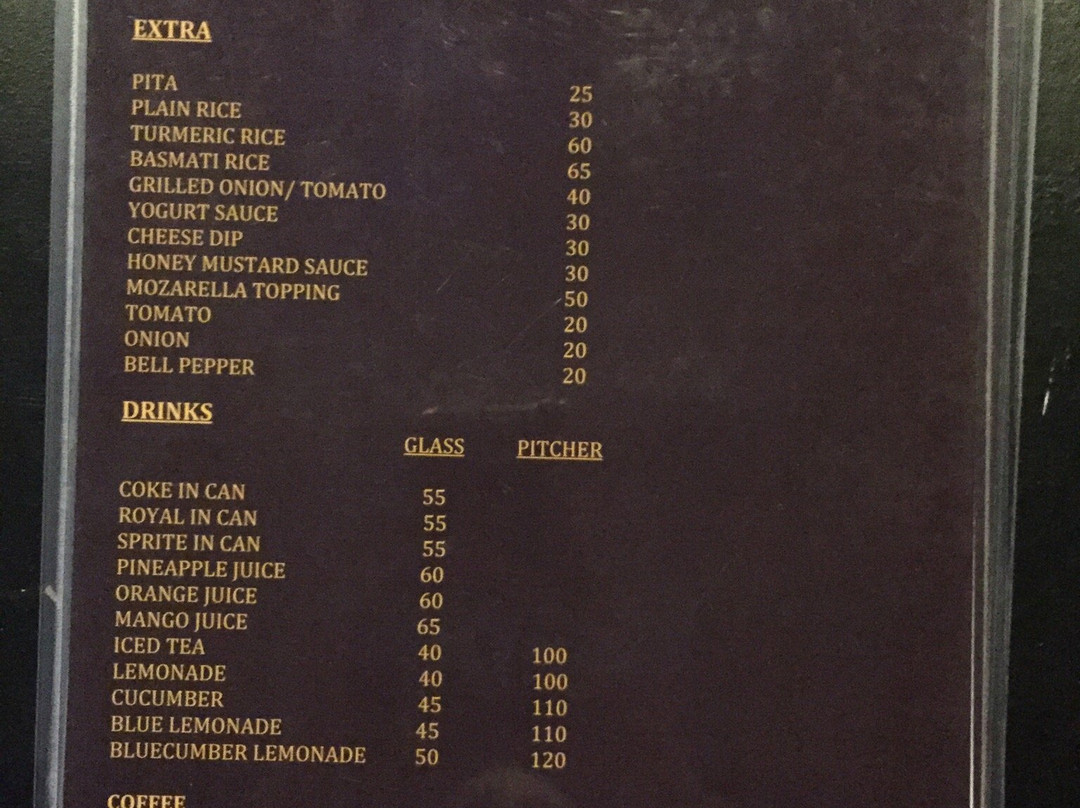 EXTRA
PITA 25
PLAIN RICE 30
TURMERIC RICE 60
BASMATI RICE 65
GRILLED ONION/ TOMATO 40
YOGURT SAUCE 30
CHEESE DIP 30
HONEY MUSTARD SAUCE 30
MOZARELLA TOPPING 50
TOMATO 20
ONION 20
BELL PEPPER 20
DRINKS
GLASS PITCHER
COKE IN CAN 55
ROYAL IN CAN 55
SPRITE IN CAN 55
PINEAPPLE JUICE 60
ORANGE JUICE 60
MANGO JUICE 65
ICED TEA 40 100
LEMONADE 40 100
CUCUMBER 45 110
BLUE LEMONADE 45 110
BLUECUMBER LEMONADE 50 120
COFFEE